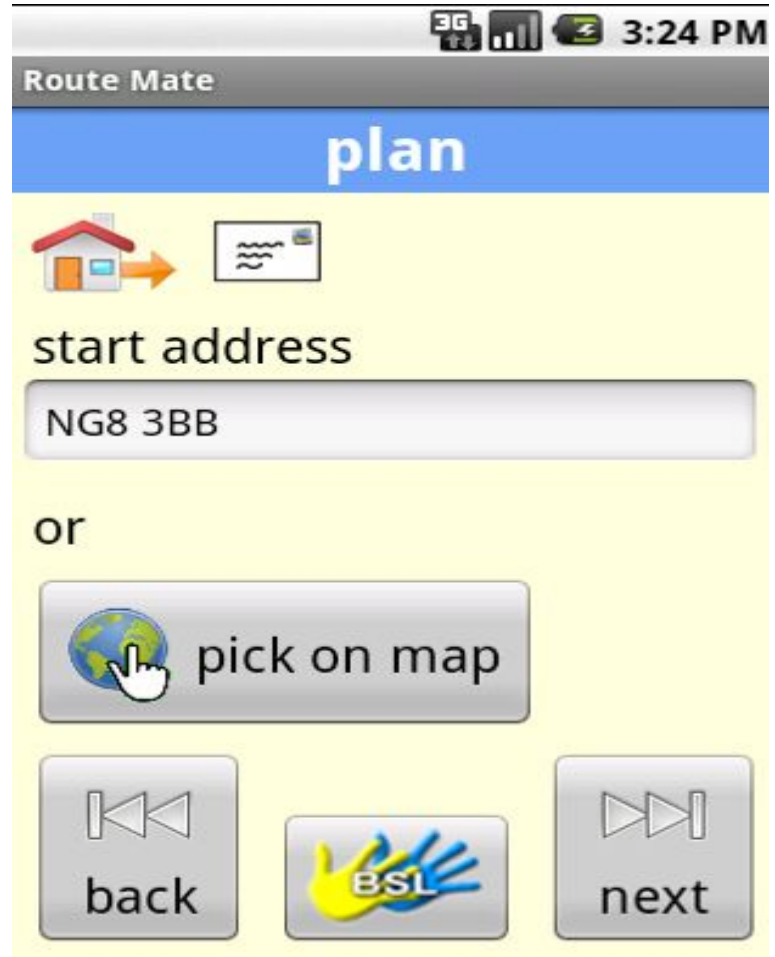 3G 3:24 PM
Route Mate
plan
start address
NG8 3BB
or
pick on map
BSL
back next